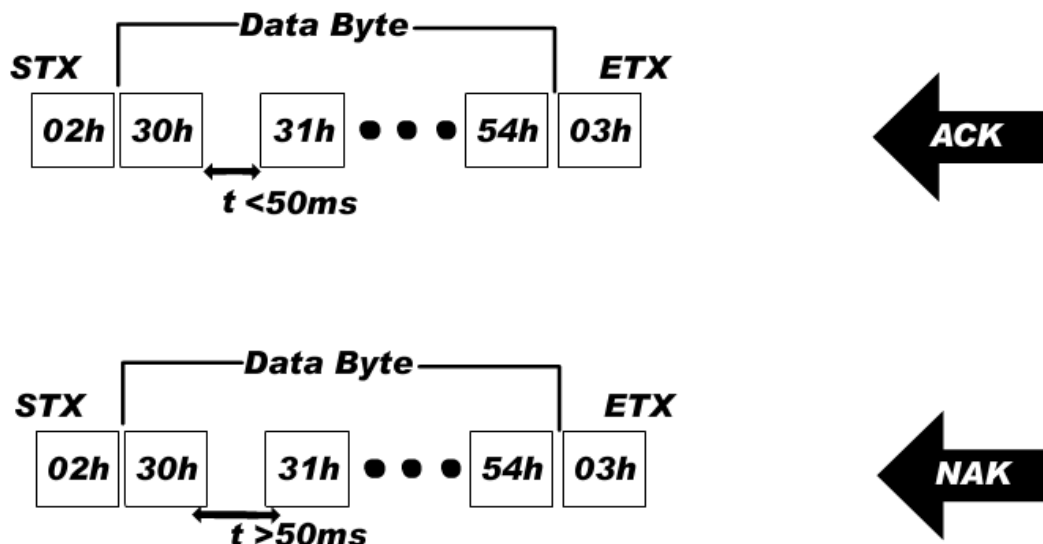 Data Byte
STX ETX
02h 30h 31h 54h 03h ACK
t <50ms
Data Byte
STX ETX
02h 30h 31h 54h 03h NAK
t >50ms